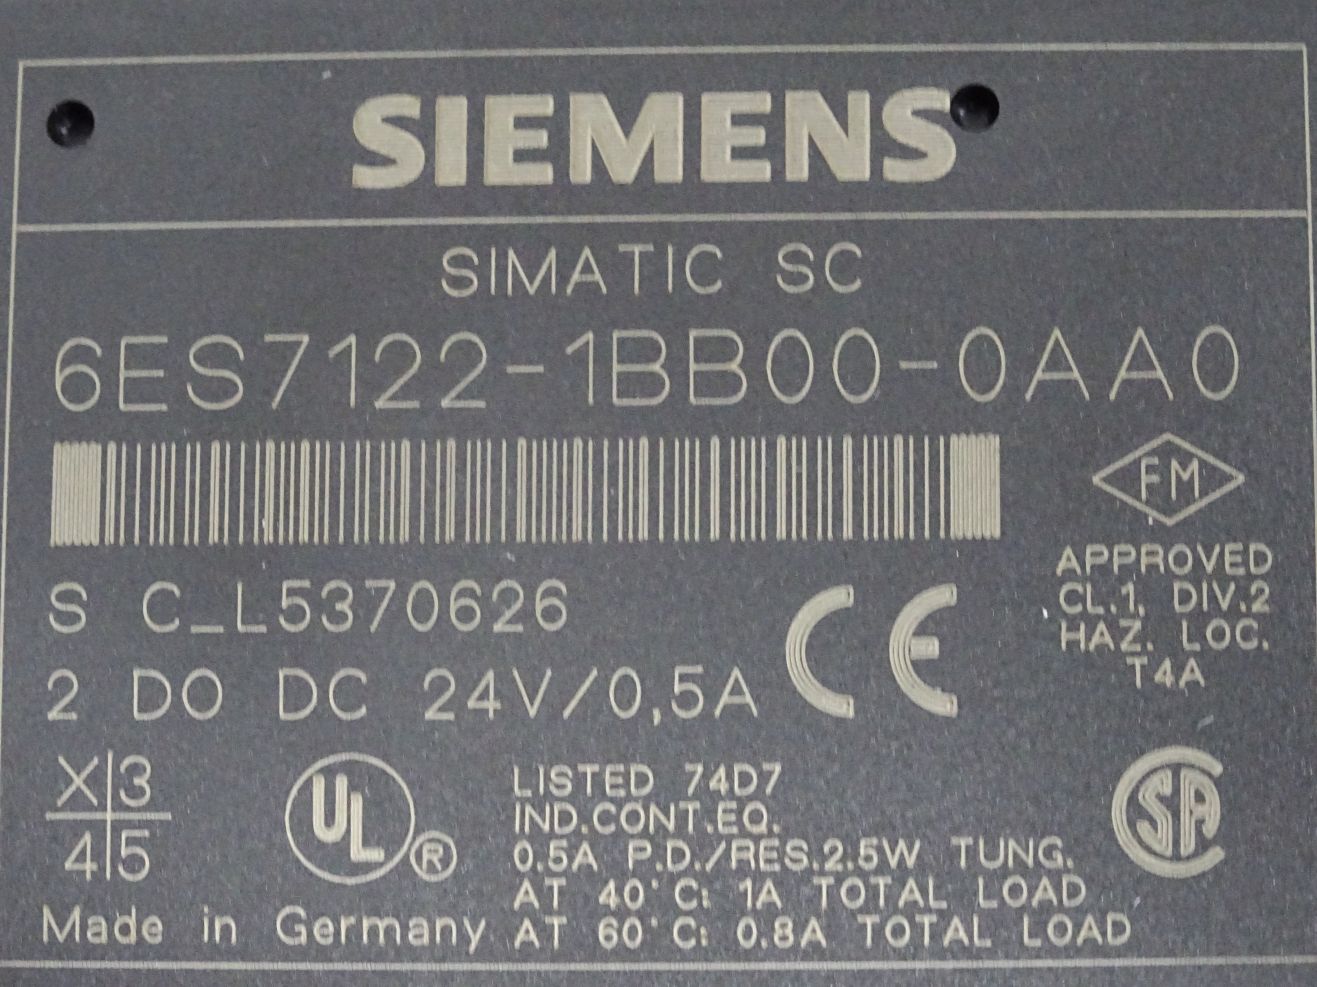 SIEMENS
SIMATIC SC
6ES7122-1BB00-0AA0
FM
APPROVED
CL.1, DIV.2
HAZ. LOC.
T4A
S C_L5370626
2 DO DC 24V/0,5A
CE
X 3
4 5
UL ®
LISTED 74D7
IND.CONT.EQ.
0.5A P.D./RES.2.5W TUNG.
AT 40°C: 1A TOTAL LOAD
AT 60°C: 0.8A TOTAL LOAD
SA
Made in Germany